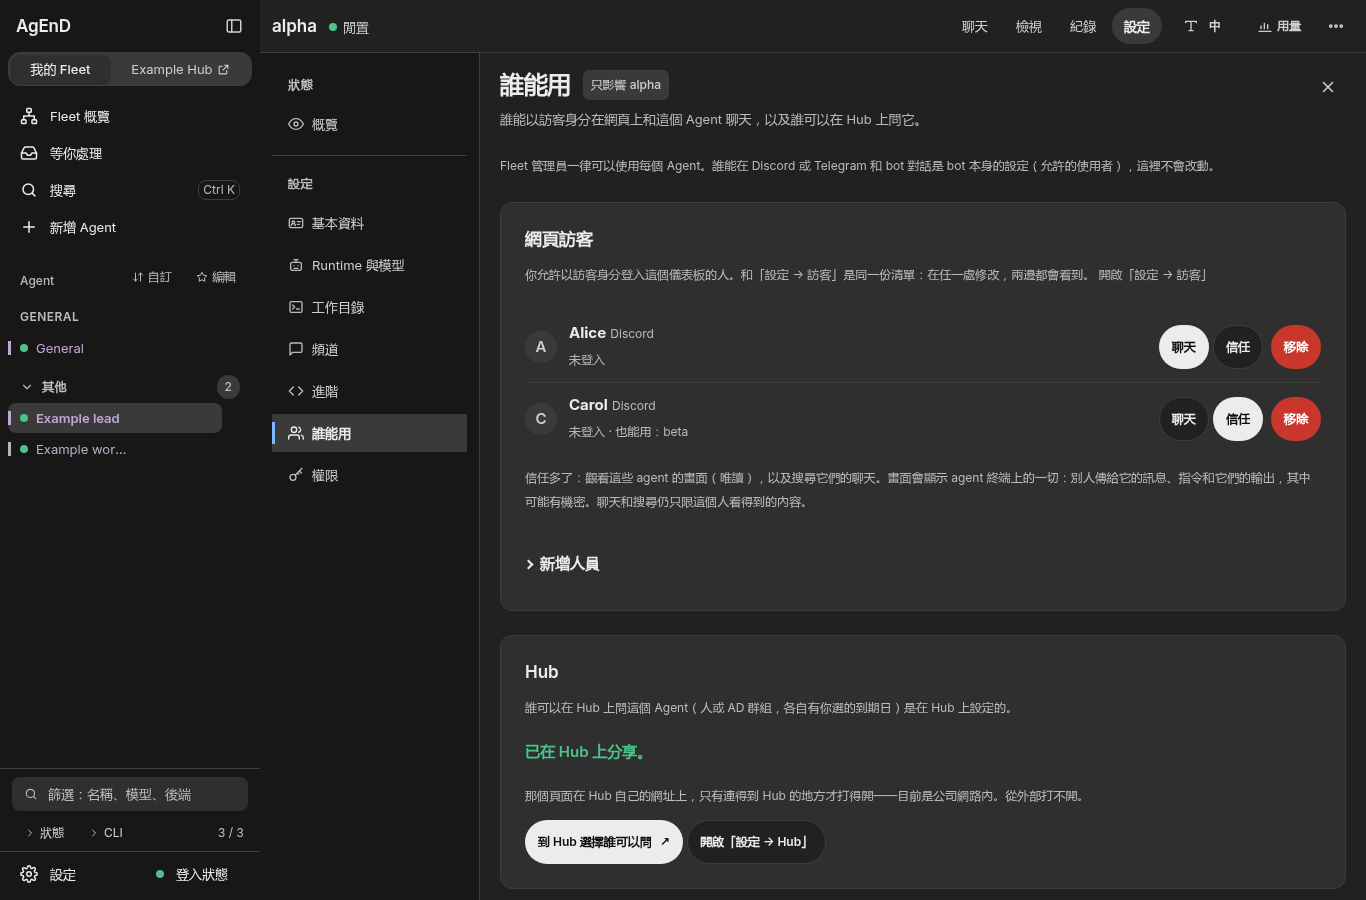 AgEnD
我的 Fleet
Example Hub
Fleet 概覽
等你處理
搜尋
Ctrl K
新增 Agent
Agent
自訂
編輯
GENERAL
General
其他
2
Example lead
Example wor...
篩選：名稱、模型、後端
狀態
CLI
3 / 3
設定
登入狀態
alpha
閒置
聊天
檢視
紀錄
設定
中
用量
狀態
概覽
設定
基本資料
Runtime 與模型
工作目錄
頻道
進階
誰能用
權限
誰能用
只影響 alpha
誰能以訪客身分在網頁上和這個 Agent 聊天，以及誰可以在 Hub 上問它。
Fleet 管理員一律可以使用每個 Agent。誰能在 Discord 或 Telegram 和 bot 對話是 bot 本身的設定（允許的使用者），這裡不會改動。
網頁訪客
你允許以訪客身分登入這個儀表板的人。和「設定 → 訪客」是同一份清單：在任一處修改，兩邊都會看到。 開啟「設定 → 訪客」
A
Alice Discord
未登入
聊天
信任
移除
C
Carol Discord
未登入 · 也能用：beta
聊天
信任
移除
信任多了：觀看這些 agent 的畫面（唯讀），以及搜尋它們的聊天。畫面會顯示 agent 終端上的一切：別人傳給它的訊息、指令和它們的輸出，其中
可能有機密。聊天和搜尋仍只限這個人看得到的內容。
新增人員
Hub
誰可以在 Hub 上問這個 Agent（人或 AD 群組，各自有你選的到期日）是在 Hub 上設定的。
已在 Hub 上分享。
那個頁面在 Hub 自己的網址上，只有連得到 Hub 的地方才打得開——目前是公司網路內。從外部打不開。
到 Hub 選擇誰可以問 ↗
開啟「設定 → Hub」